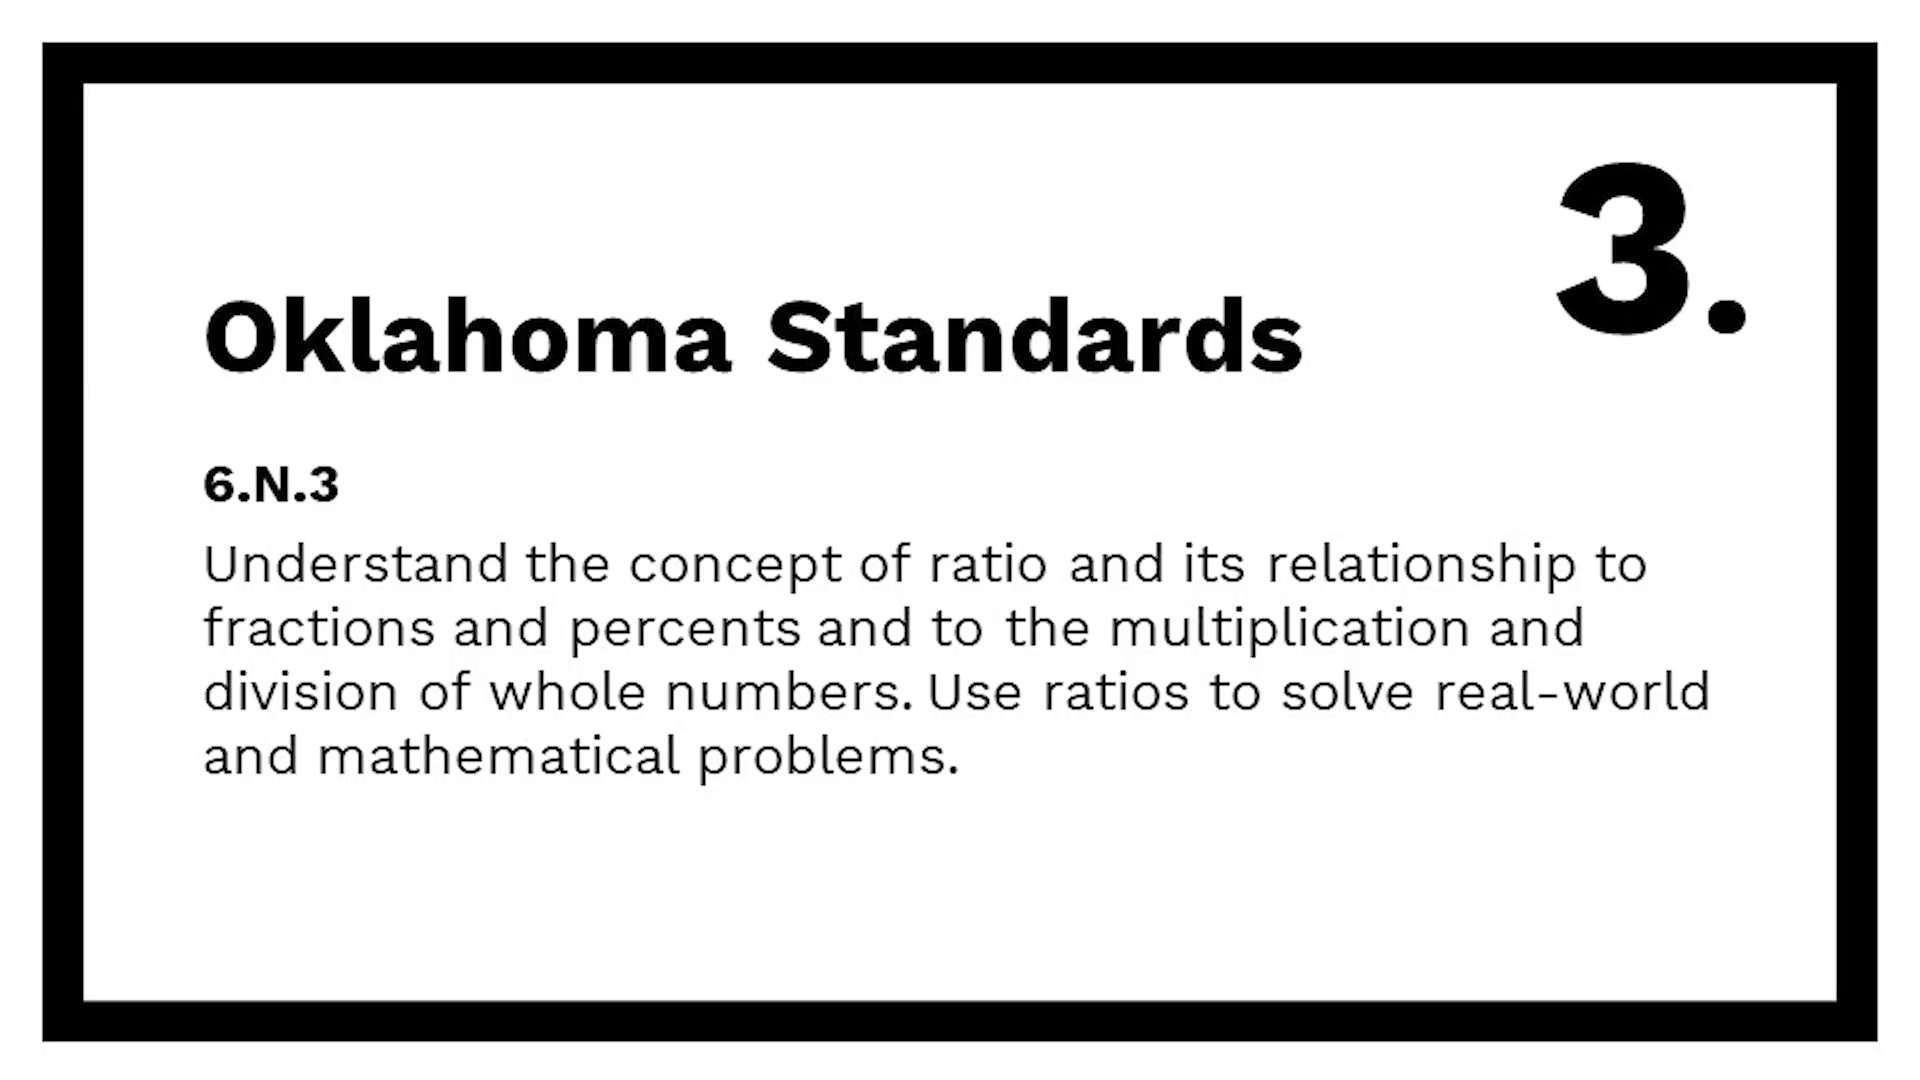 3.
Oklahoma Standards
6.N.3
Understand the concept of ratio and its relationship to
fractions and percents and to the multiplication and
division of whole numbers. Use ratios to solve real-world
and mathematical problems.